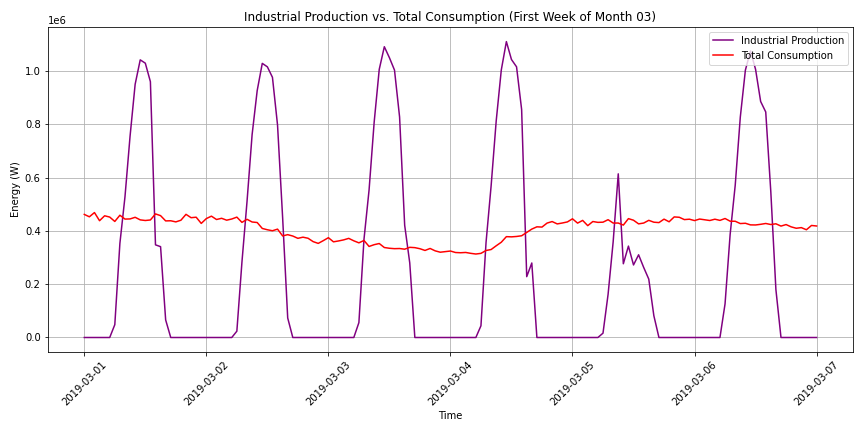 Industrial Production vs. Total Consumption (First Week of Month 03)
1e6
Industrial Production
Total Consumption
1.0
0.8
0.6
0.4
0.2
0.0
Energy (W)
2019-03-01
2019-03-02
2019-03-03
2019-03-04
2019-03-05
2019-03-06
2019-03-07
Time